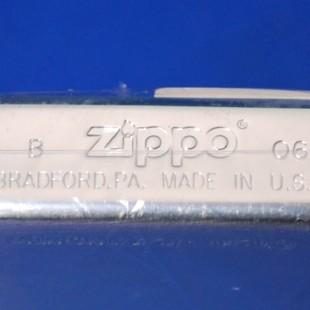 B Zippo 06
BRADFORD, PA. MADE IN U.S.